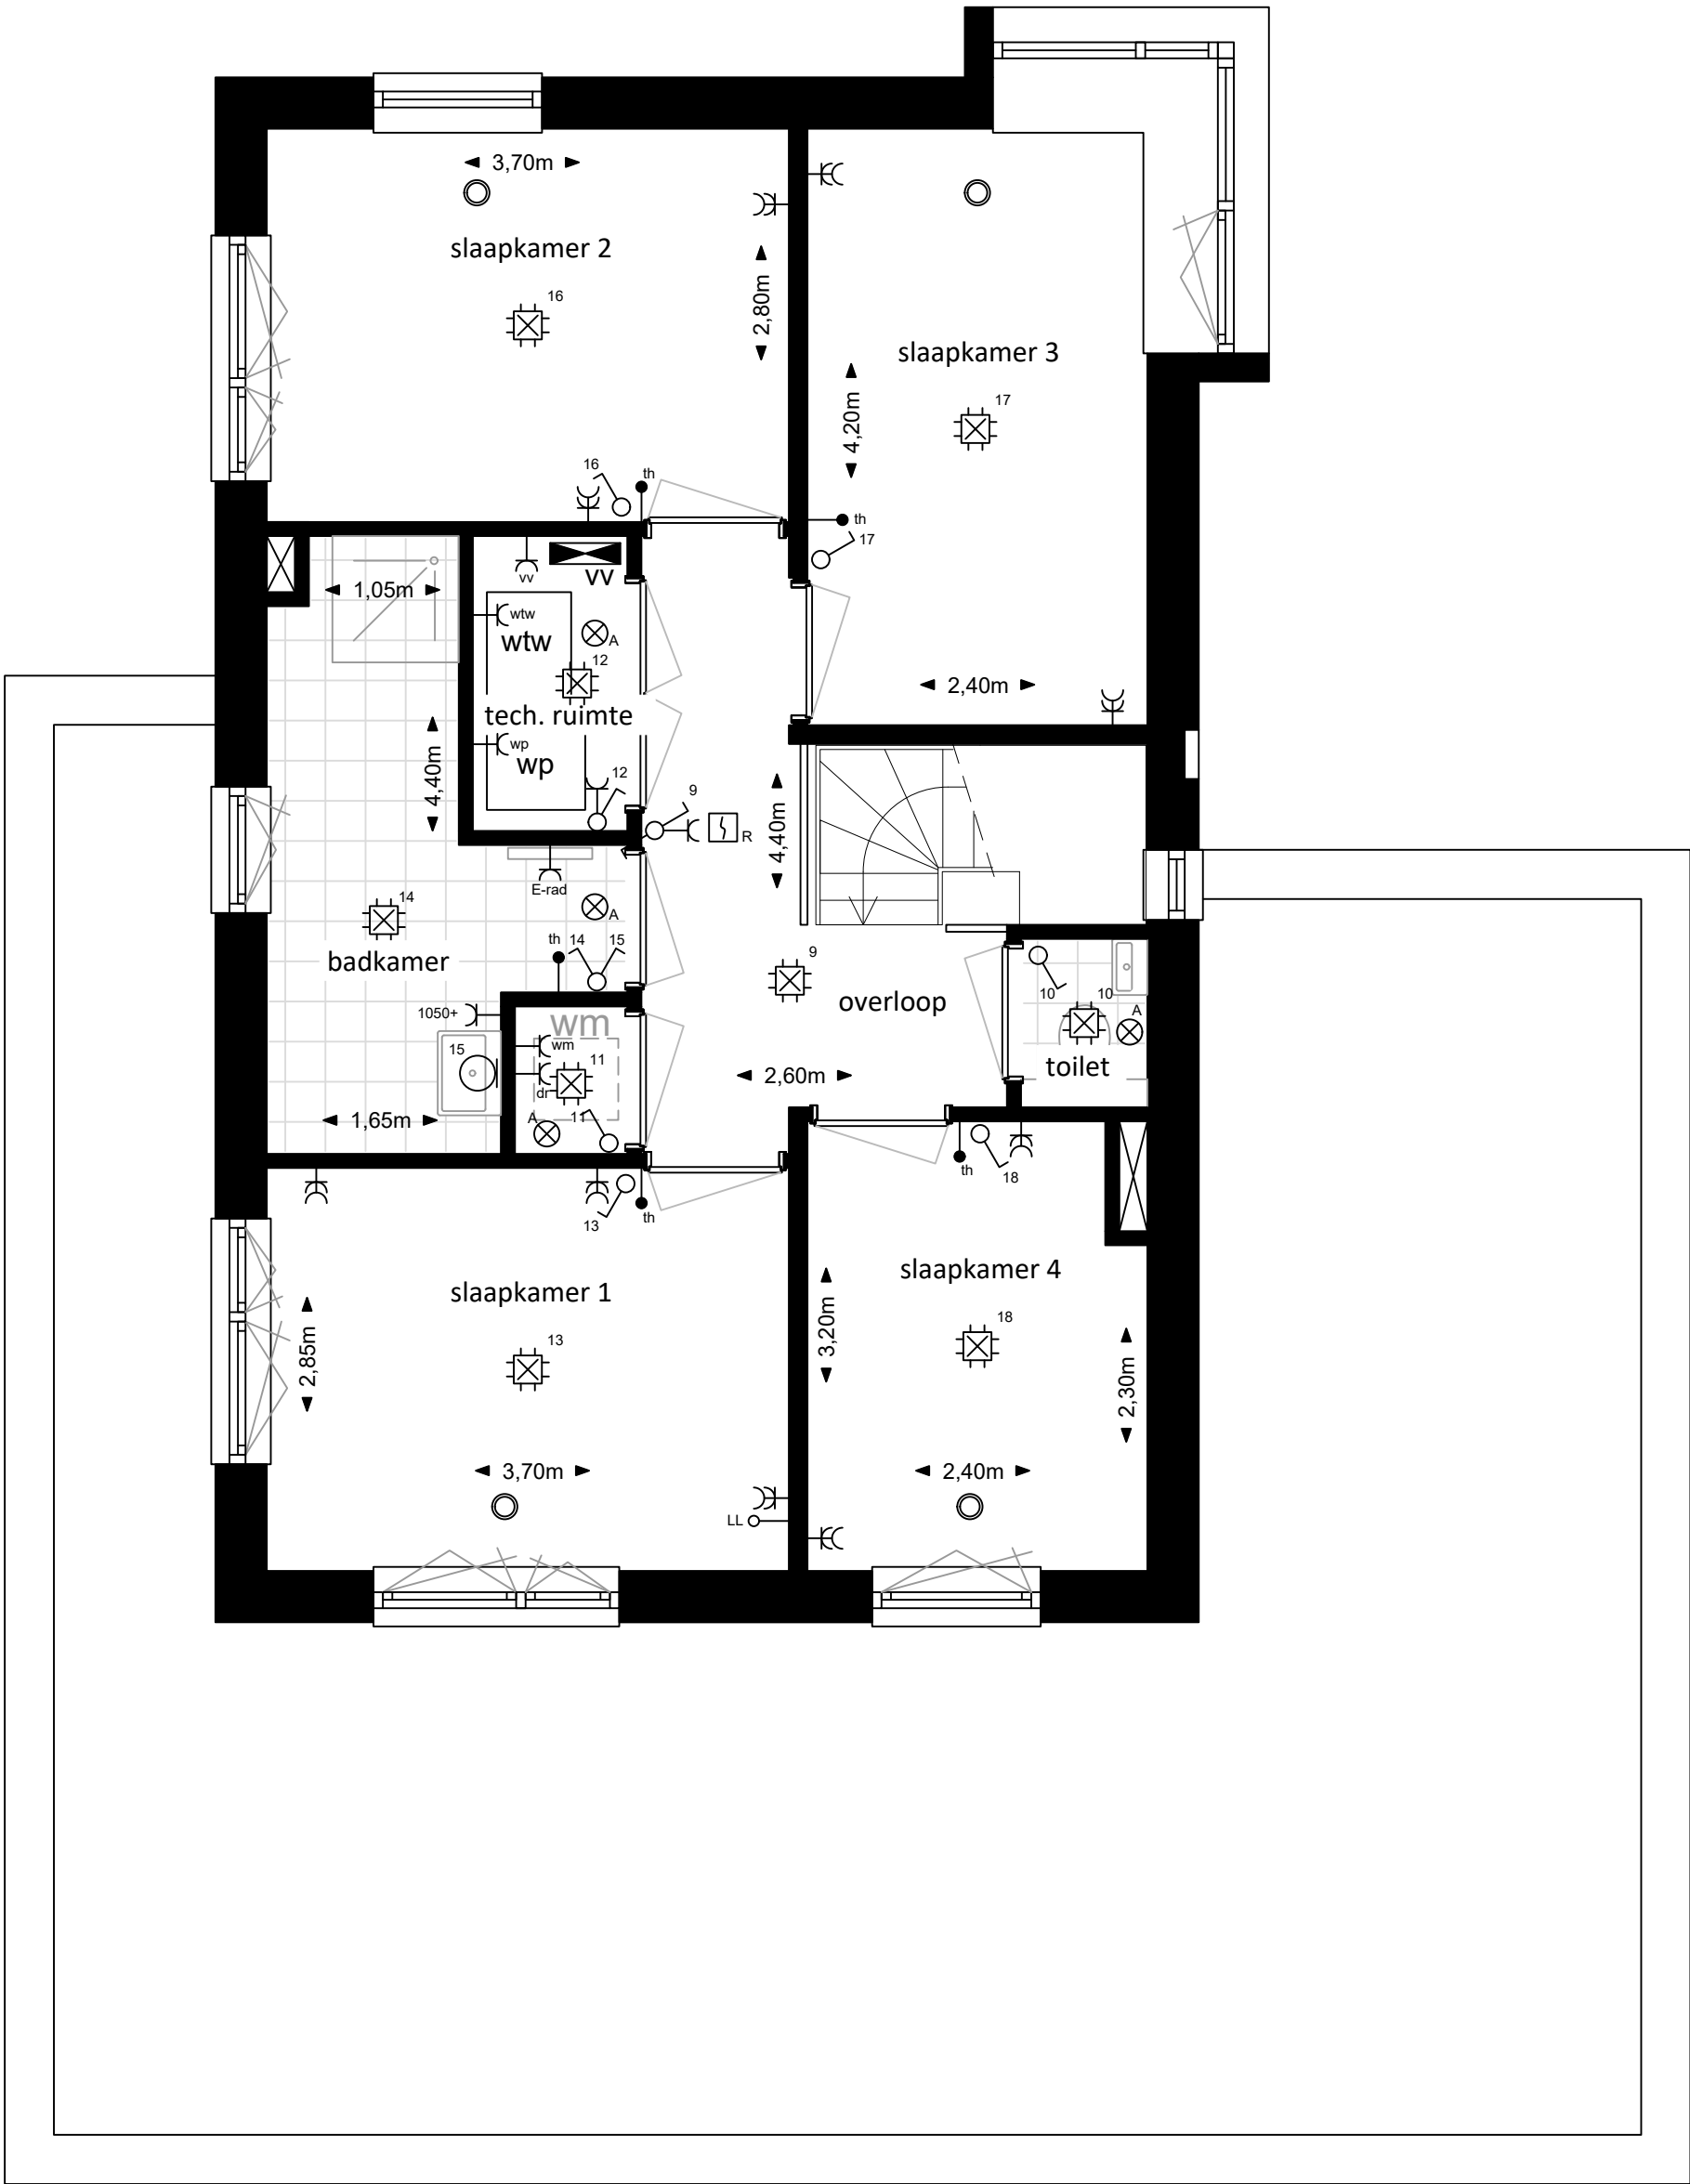 3,70m
slaapkamer 2
2,80m
16
slaapkamer 3
4,20m
17
16
th
th
17
vv
vv
1,05m
wtw
wtw
A
12
2,40m
tech. ruimte
4,40m
wp
wp
12
9
R
4,40m
E-rad
A
14
badkamer
th
14
15
9
overloop
10
10
A
toilet
1050+
wm
wm
15
11
dr
2,60m
1,65m
A
11
th
18
13
th
slaapkamer 4
slaapkamer 1
3,20m
18
2,85m
13
2,30m
3,70m
2,40m
LL